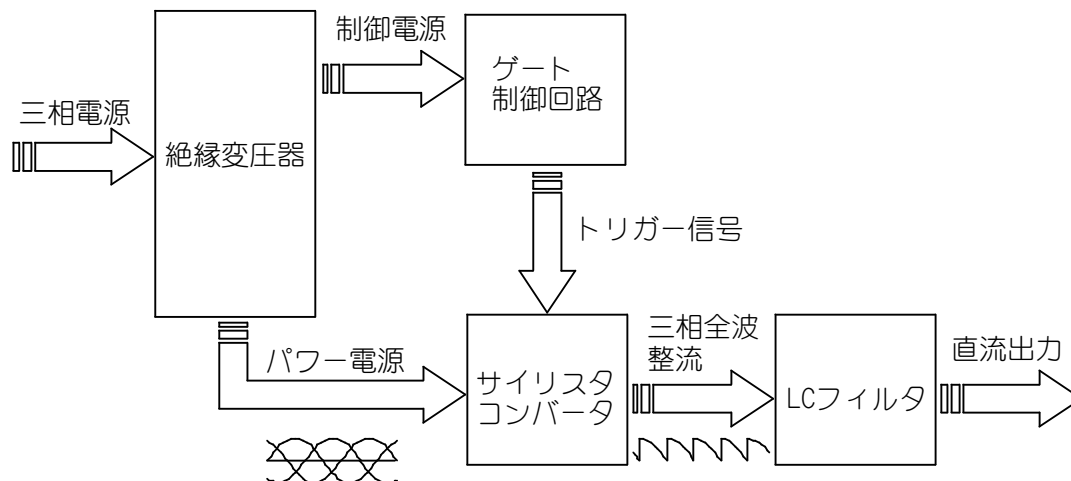 制御電源
ゲート
制御回路
三相電源
絶縁変圧器
トリガー信号
三相全波
整流
直流出力
パワー電源
サイリスタ
コンバータ
LCフィルタ